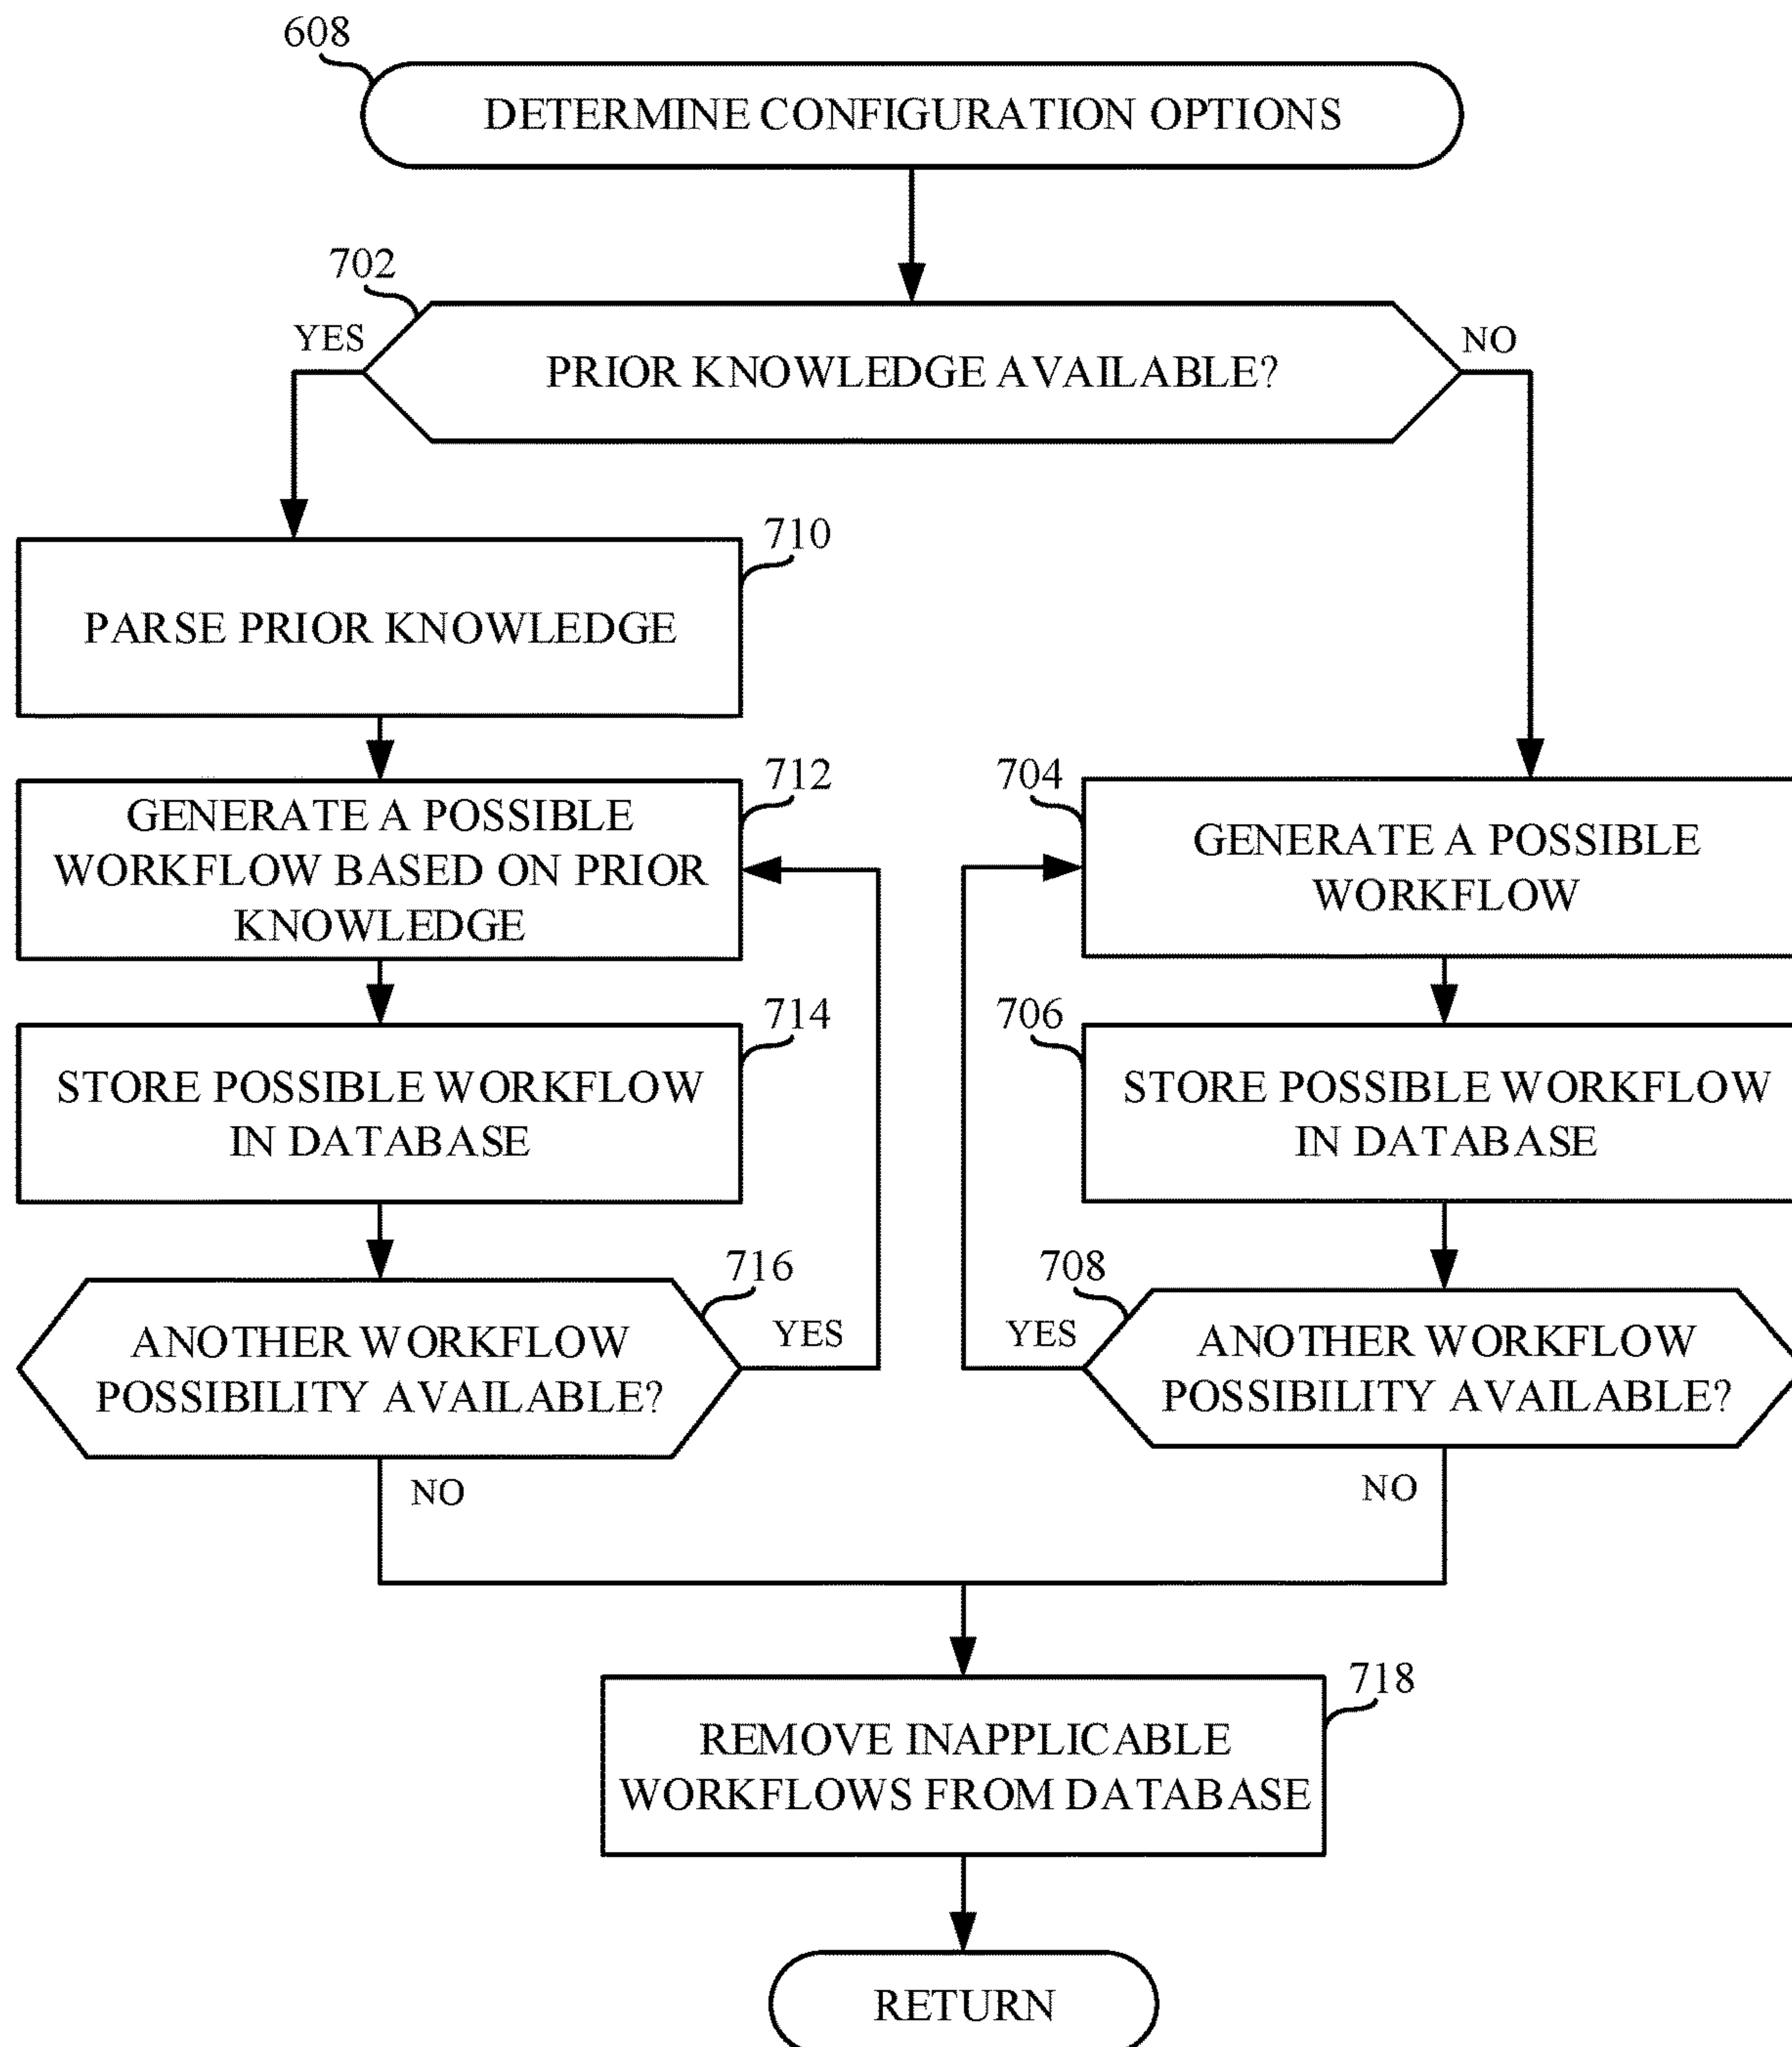 608
DETERMINE CONFIGURATION OPTIONS
702
YES
NO
PRIOR KNOWLEDGE AVAILABLE?
710
PARSE PRIOR KNOWLEDGE
712
GENERATE A POSSIBLE
WORKFLOW BASED ON PRIOR
KNOWLEDGE
714
STORE POSSIBLE WORKFLOW
IN DATABASE
716
ANOTHER WORKFLOW
POSSIBILITY AVAILABLE?
YES
NO
704
GENERATE A POSSIBLE
WORKFLOW
706
STORE POSSIBLE WORKFLOW
IN DATABASE
708
YES
ANOTHER WORKFLOW
POSSIBILITY AVAILABLE?
NO
718
REMOVE INAPPLICABLE
WORKFLOWS FROM DATABASE
RETURN